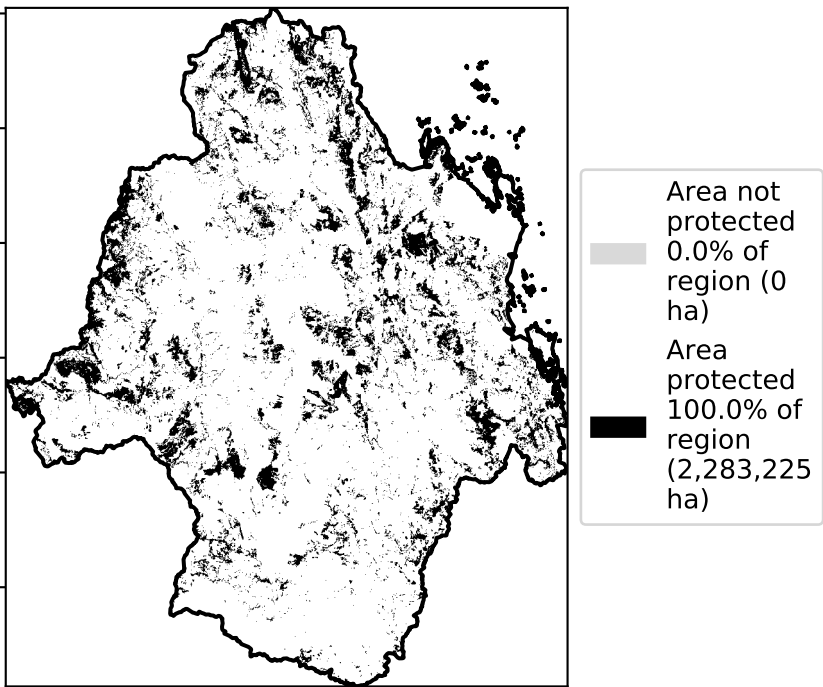 Area not
protected
0.0% of
region (0
ha)
Area
protected
100.0% of
region
(2,283,225
ha)